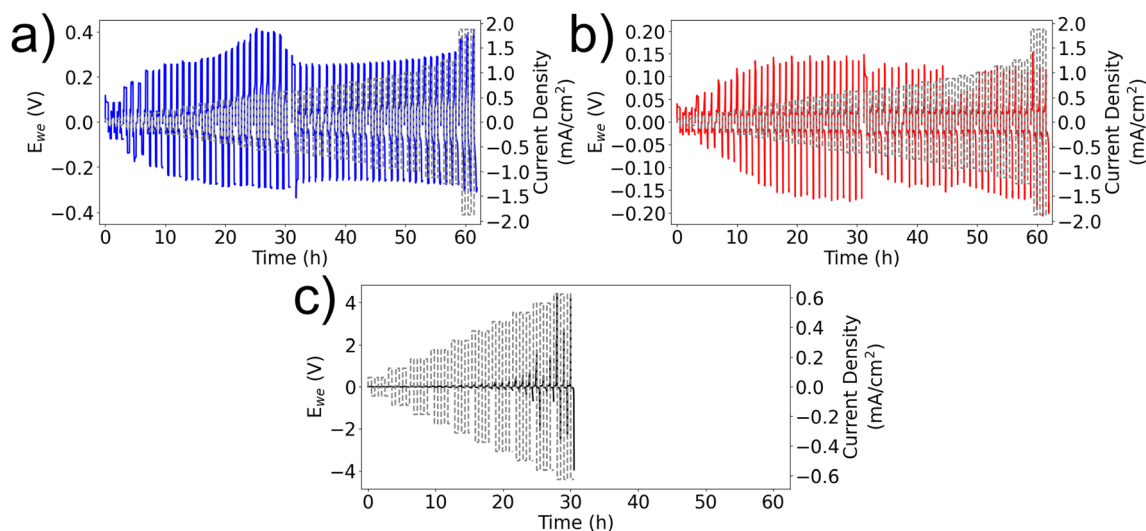 a)
E_we (V)
0.4
0.2
0.0
−0.2
−0.4
0 10 20 30 40 50 60
Time (h)
2.0
1.5
1.0
0.5
0.0
−0.5
−1.0
−1.5
−2.0
Current Density
(mA/cm²)
b)
E_we (V)
0.20
0.15
0.10
0.05
0.00
−0.05
−0.10
−0.15
−0.20
0 10 20 30 40 50 60
Time (h)
2.0
1.5
1.0
0.5
0.0
−0.5
−1.0
−1.5
−2.0
Current Density
(mA/cm²)
c)
E_we (V)
4
2
0
−2
−4
0 10 20 30 40 50 60
Time (h)
0.6
0.4
0.2
0.0
−0.2
−0.4
−0.6
Current Density
(mA/cm²)